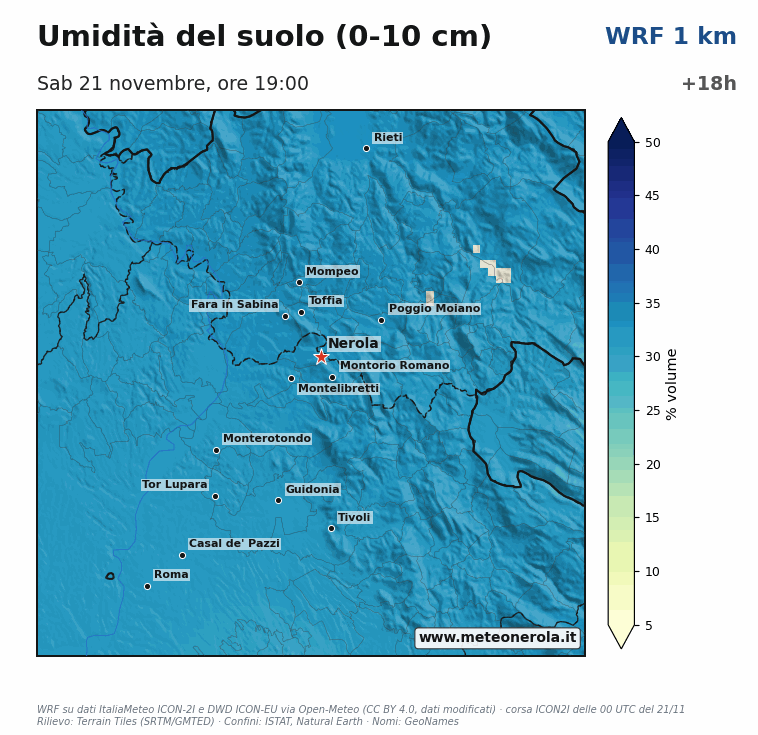 Umidità del suolo (0-10 cm)
WRF 1 km
Sab 21 novembre, ore 19:00
+18h
Rieti
Mompeo
Fara in Sabina
Toffia
Poggio Moiano
Nerola
Montorio Romano
Montelibretti
Monterotondo
Tor Lupara
Guidonia
Tivoli
Casal de' Pazzi
Roma
www.meteonerola.it
50
45
40
35
30
25
20
15
10
5
% volume
WRF su dati ItaliaMeteo ICON-2I e DWD ICON-EU via Open-Meteo (CC BY 4.0, dati modificati) · corsa ICON2I delle 00 UTC del 21/11
Rilievo: Terrain Tiles (SRTM/GMTED) · Confini: ISTAT, Natural Earth · Nomi: GeoNames